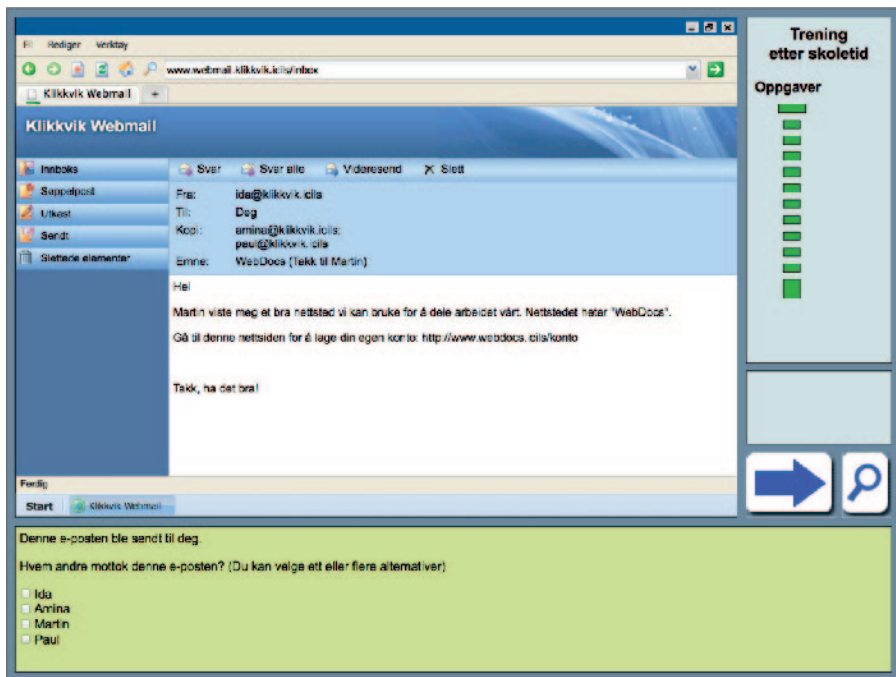 Rediger Verktøy
www.webmail.klikkvik.icils/inbox
Klikkvik Webmail +
Klikkvik Webmail
Innboks
Søppelpost
Utkast
Sendt
Slettede elementer
Svar Svar alle Videresend Slett
Fra: ida@klikkvik.icils
Til: Deg
Kopi: amina@klikkvik.icils;
paul@klikkvik.icils
Emne: WebDocs (Takk til Martin)
Hei
Martin viste meg et bra nettsted vi kan bruke for å dele arbeidet vårt. Nettstedet heter "WebDocs".
Gå til denne nettsiden for å lage din egen konto: http://www.webdocs.icils/konto
Takk, ha det bra!
Ferdig
Start Klikkvik Webmail
Trening
etter skoletid
Oppgaver
Denne e-posten ble sendt til deg.
Hvem andre mottok denne e-posten? (Du kan velge ett eller flere alternativer)
Ida
Amina
Martin
Paul